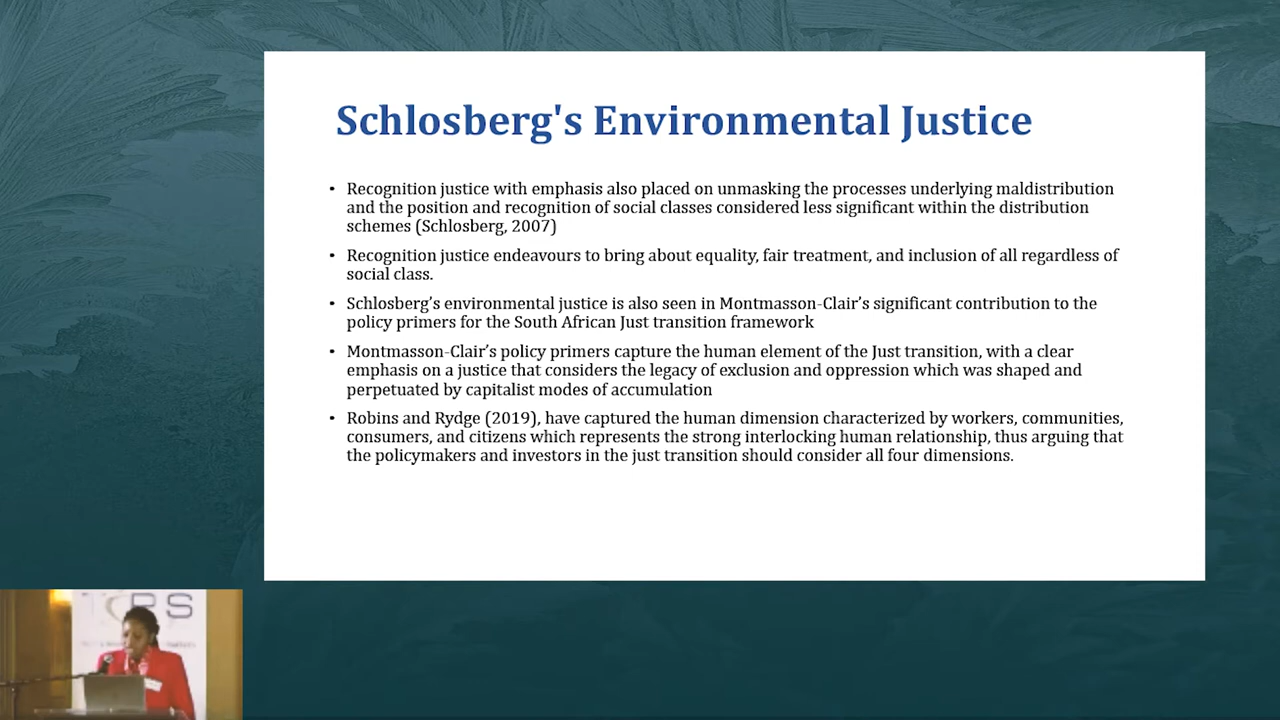 Schlosberg's Environmental Justice
• Recognition justice with emphasis also placed on unmasking the processes underlying maldistribution
and the position and recognition of social classes considered less significant within the distribution
schemes (Schlosberg, 2007)
• Recognition justice endeavours to bring about equality, fair treatment, and inclusion of all regardless of
social class.
• Schlosberg’s environmental justice is also seen in Montmasson-Clair’s significant contribution to the
policy primers for the South African Just transition framework
• Montmasson-Clair’s policy primers capture the human element of the Just transition, with a clear
emphasis on a justice that considers the legacy of exclusion and oppression which was shaped and
perpetuated by capitalist modes of accumulation
• Robins and Rydge (2019), have captured the human dimension characterized by workers, communities,
consumers, and citizens which represents the strong interlocking human relationship, thus arguing that
the policymakers and investors in the just transition should consider all four dimensions.